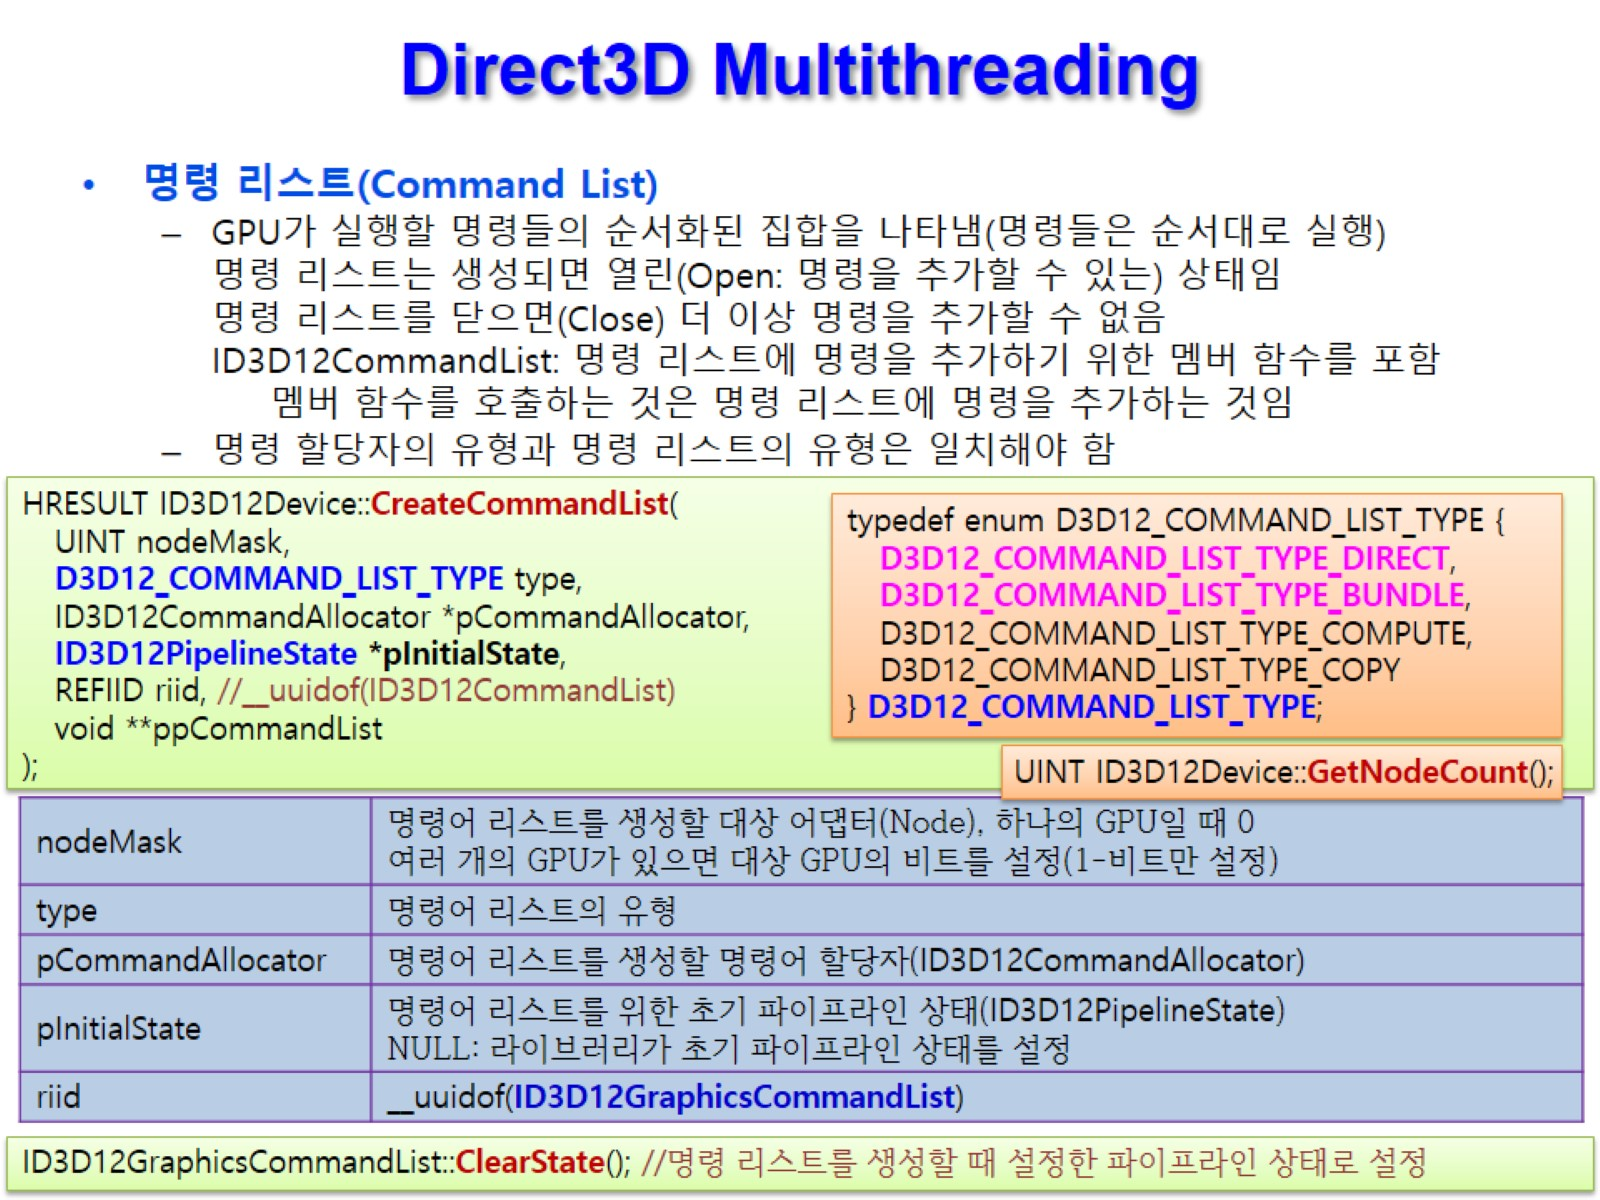 Direct3D Multithreading
• 명령 리스트(Command List)
– GPU가 실행할 명령들의 순서화된 집합을 나타냄(명령들은 순서대로 실행)
명령 리스트는 생성되면 열린(Open: 명령을 추가할 수 있는) 상태임
명령 리스트를 닫으면(Close) 더 이상 명령을 추가할 수 없음
ID3D12CommandList: 명령 리스트에 명령을 추가하기 위한 멤버 함수를 포함
멤버 함수를 호출하는 것은 명령 리스트에 명령을 추가하는 것임
– 명령 할당자의 유형과 명령 리스트의 유형은 일치해야 함
HRESULT ID3D12Device::CreateCommandList(
UINT nodeMask,
D3D12_COMMAND_LIST_TYPE type,
ID3D12CommandAllocator *pCommandAllocator,
ID3D12PipelineState *pInitialState,
REFIID riid, //__uuidof(ID3D12CommandList)
void **ppCommandList
);
typedef enum D3D12_COMMAND_LIST_TYPE {
D3D12_COMMAND_LIST_TYPE_DIRECT,
D3D12_COMMAND_LIST_TYPE_BUNDLE,
D3D12_COMMAND_LIST_TYPE_COMPUTE,
D3D12_COMMAND_LIST_TYPE_COPY
} D3D12_COMMAND_LIST_TYPE;
UINT ID3D12Device::GetNodeCount();
nodeMask
명령어 리스트를 생성할 대상 어댑터(Node), 하나의 GPU일 때 0
여러 개의 GPU가 있으면 대상 GPU의 비트를 설정(1-비트만 설정)
type
명령어 리스트의 유형
pCommandAllocator
명령어 리스트를 생성할 명령어 할당자(ID3D12CommandAllocator)
pInitialState
명령어 리스트를 위한 초기 파이프라인 상태(ID3D12PipelineState)
NULL: 라이브러리가 초기 파이프라인 상태를 설정
riid
__uuidof(ID3D12GraphicsCommandList)
ID3D12GraphicsCommandList::ClearState(); //명령 리스트를 생성할 때 설정한 파이프라인 상태로 설정